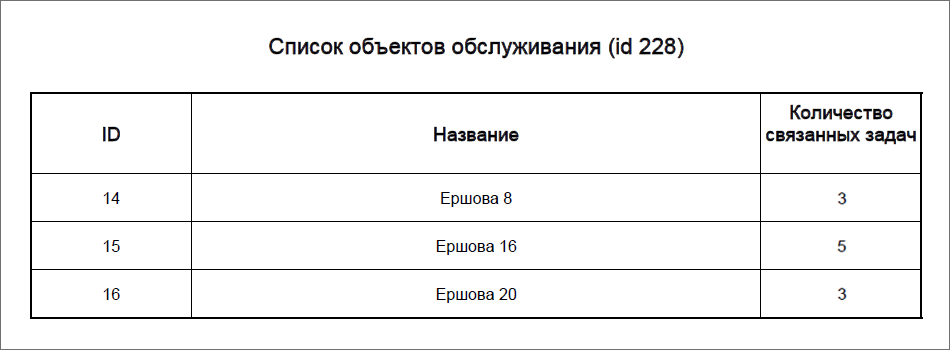 Список объектов обслуживания (id 228)
ID
Название
Количество
связанных задач
14
Ершова 8
3
15
Ершова 16
5
16
Ершова 20
3